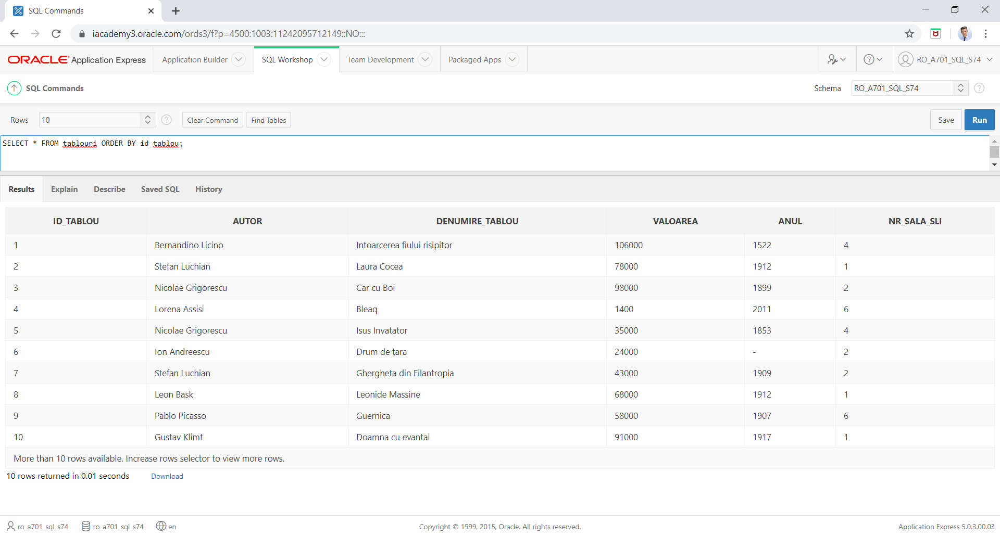 SQL Commands
iacademy3.oracle.com/ords3/f?p=4500:1003:11242095712149::NO:::
ORACLE Application Express Application Builder SQL Workshop Team Development Packaged Apps RO_A701_SQL_S74
SQL Commands Schema RO_A701_SQL_S74
Rows 10 Clear Command Find Tables Save Run
SELECT * FROM tablouri ORDER BY id_tablou;
Results Explain Describe Saved SQL History
ID_TABLOU AUTOR DENUMIRE_TABLOU VALOAREA ANUL NR_SALA_SLI
1 Bernandino Licino Intoarcerea fiului risipitor 106000 1522 4
2 Stefan Luchian Laura Cocea 78000 1912 1
3 Nicolae Grigorescu Car cu Boi 98000 1899 2
4 Lorena Assisi Bleaq 1400 2011 6
5 Nicolae Grigorescu Isus Invatator 35000 1853 4
6 Ion Andreescu Drum de țara 24000 - 2
7 Stefan Luchian Ghergheta din Filantropia 43000 1909 2
8 Leon Bask Leonide Massine 68000 1912 1
9 Pablo Picasso Guernica 58000 1907 6
10 Gustav Klimt Doamna cu evantai 91000 1917 1
More than 10 rows available. Increase rows selector to view more rows.
10 rows returned in 0.01 seconds Download
ro_a701_sql_s74 ro_a701_sql_s74 en Copyright © 1999, 2015, Oracle. All rights reserved. Application Express 5.0.3.00.03